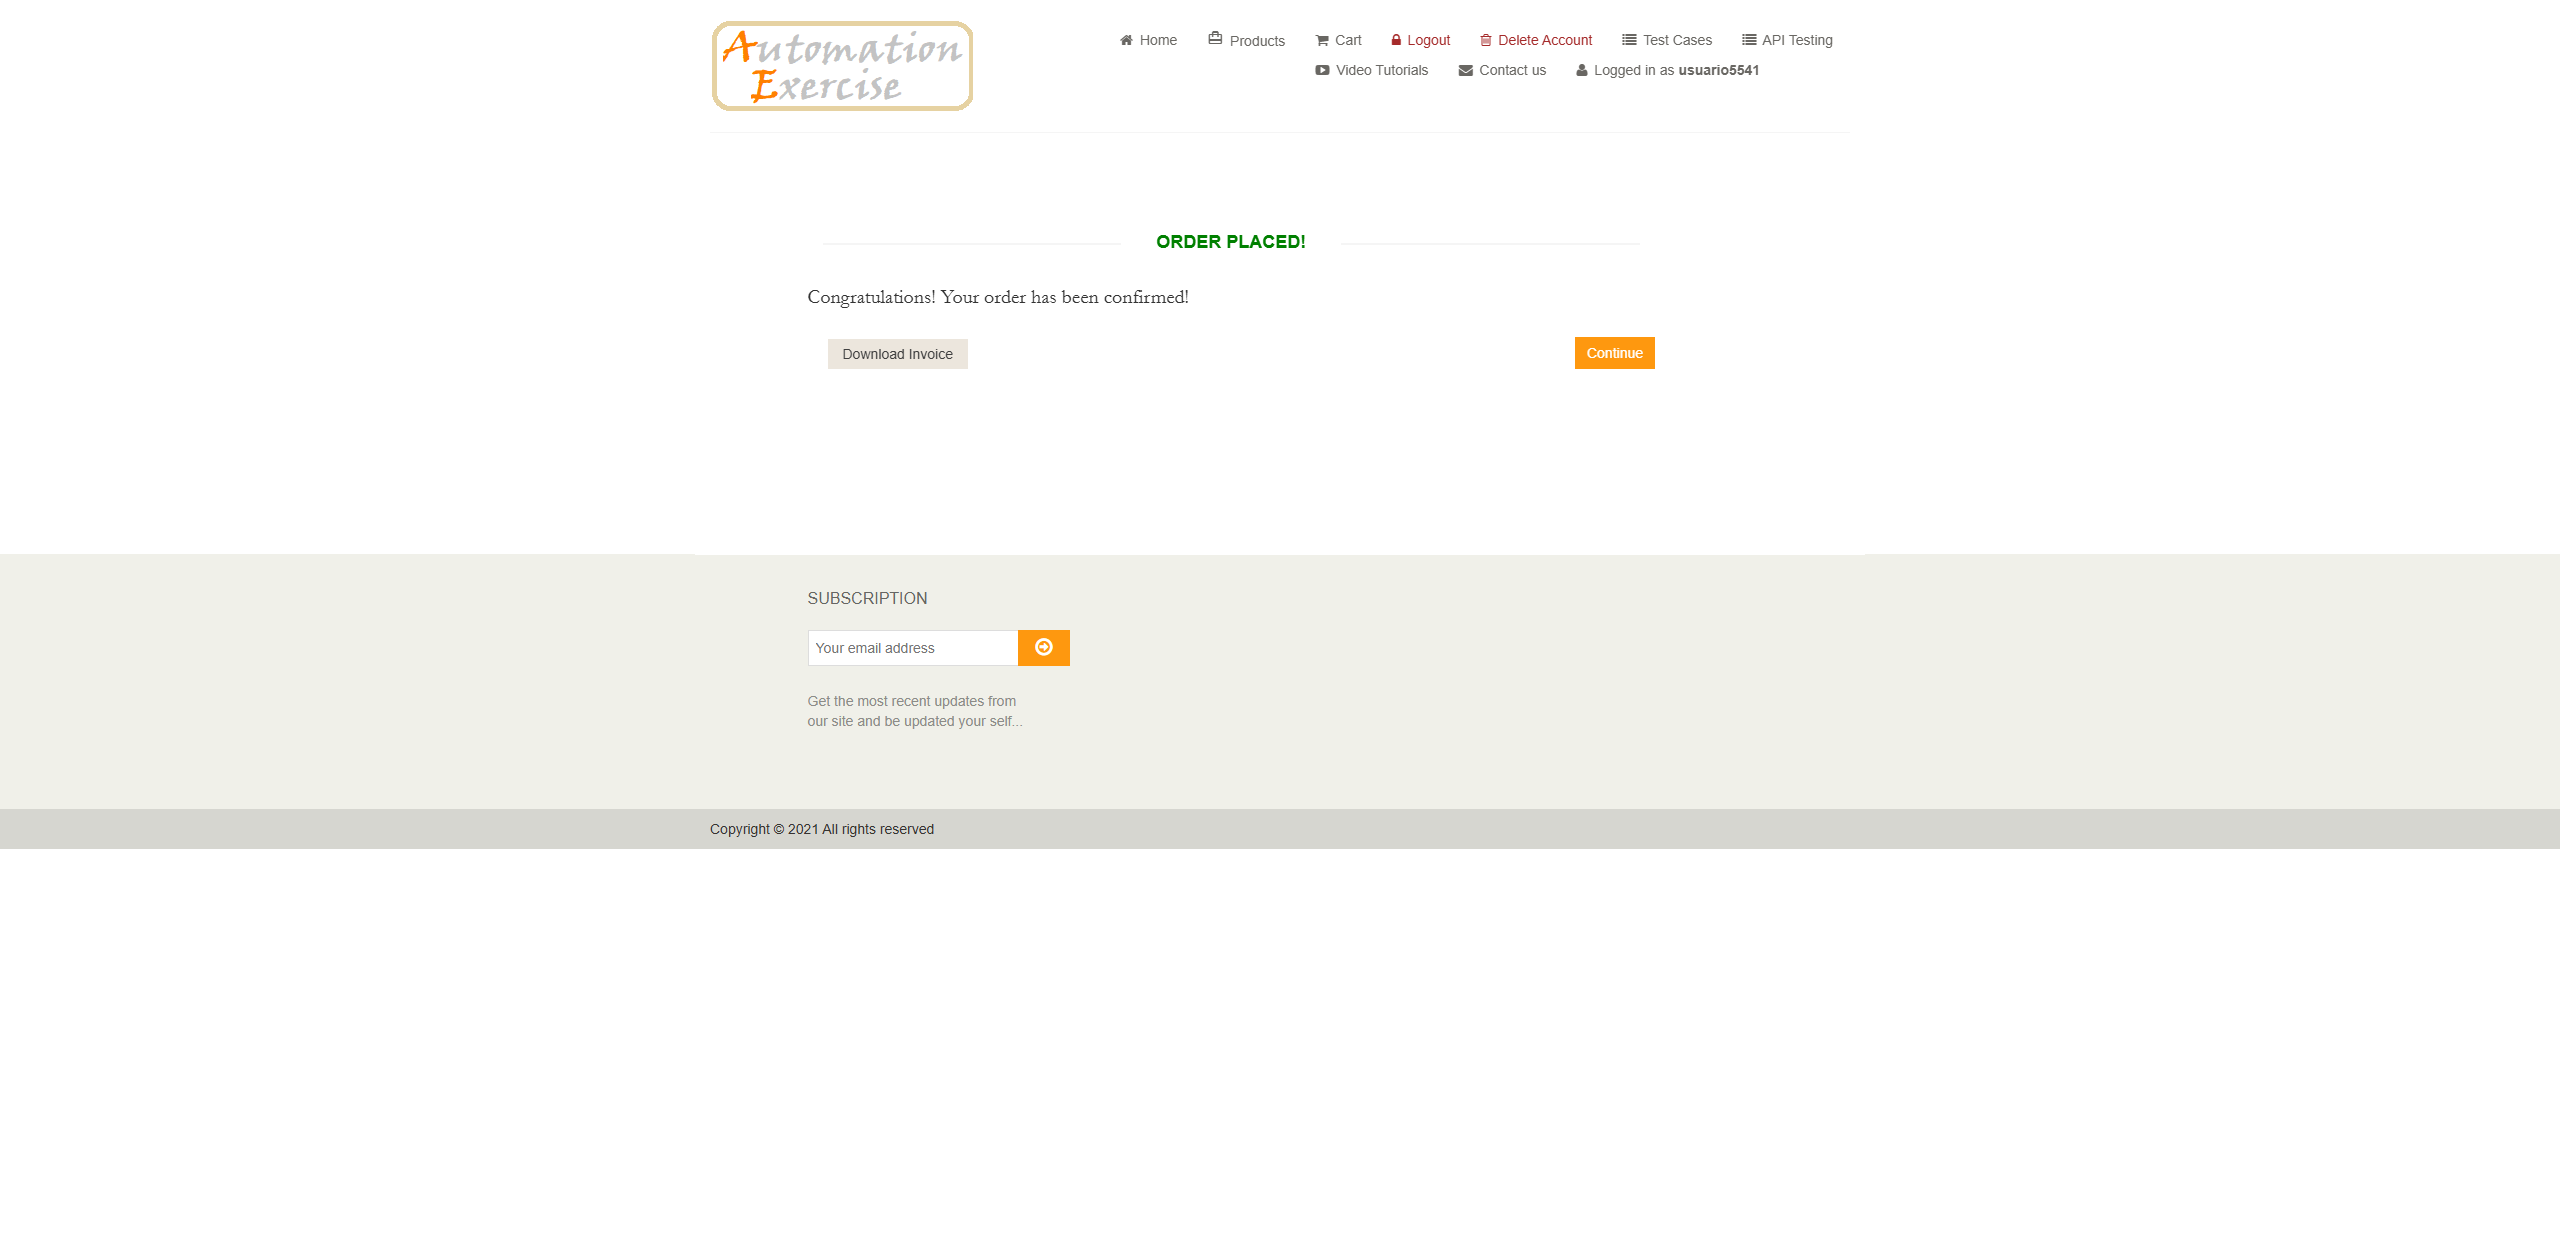 Automation
Exercise
Home Products Cart Logout Delete Account Test Cases API Testing
Video Tutorials Contact us Logged in as usuario5541
ORDER PLACED!
Congratulations! Your order has been confirmed!
Download Invoice Continue
SUBSCRIPTION
Your email address
Get the most recent updates from
our site and be updated your self...
Copyright © 2021 All rights reserved